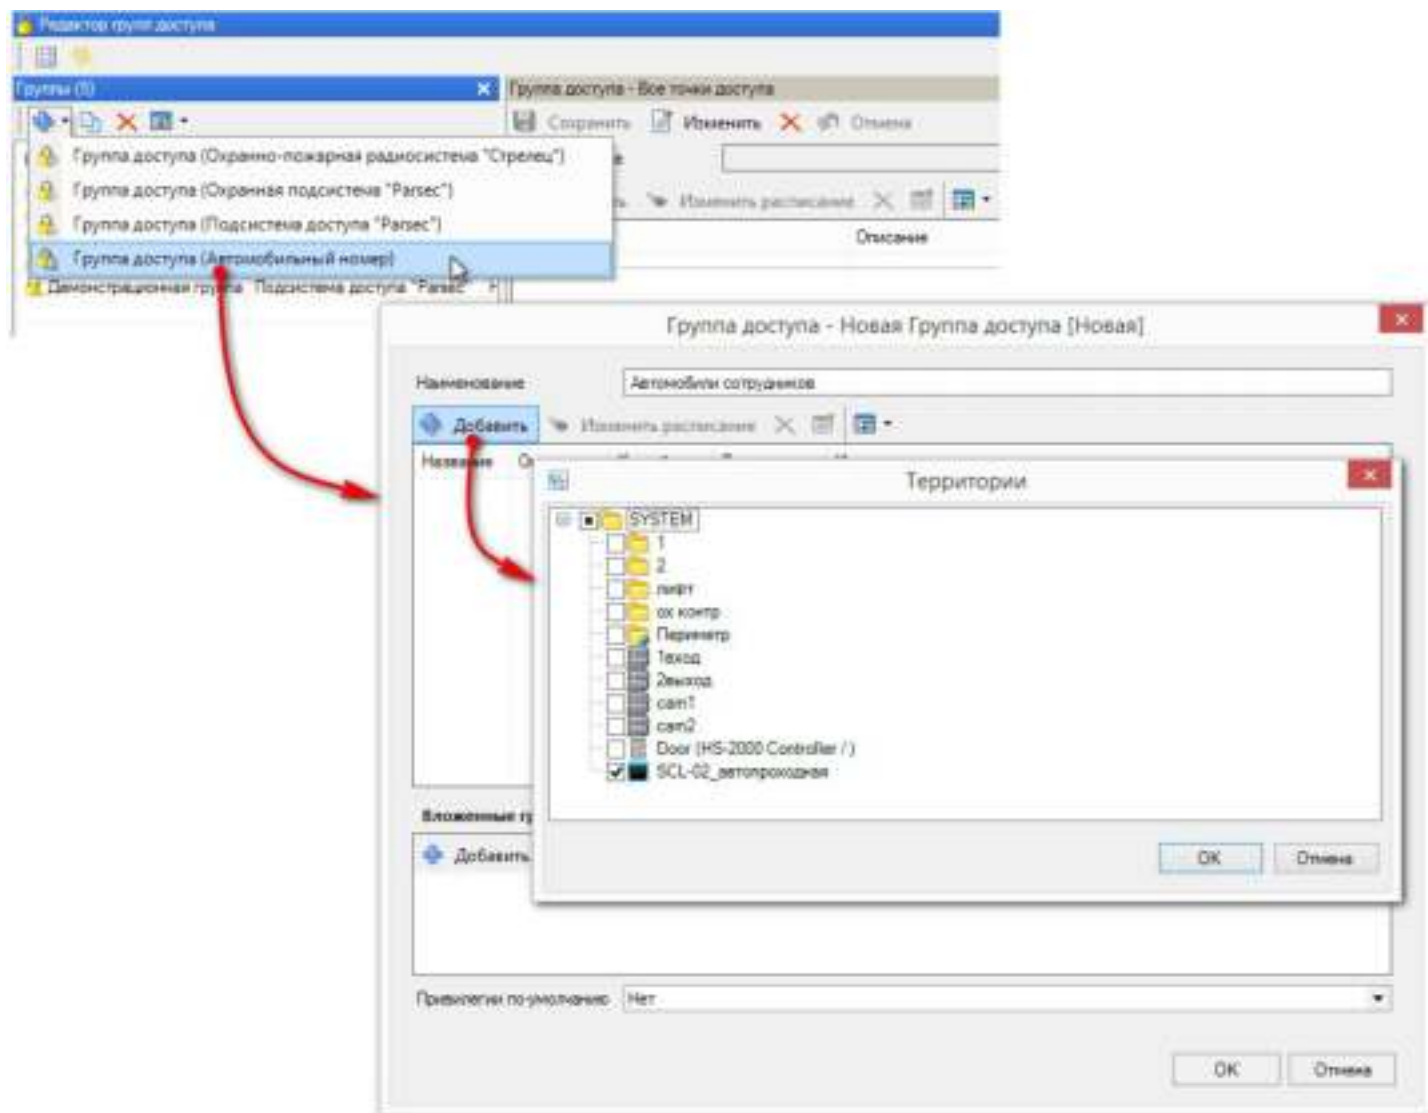 Редактор групп доступа
Группы (5)
Группа доступа - Все точки доступа
Сохранить Изменить Отмена
Группа доступа (Охранно-пожарная радиосистема "Стрелец")
Группа доступа (Охранная подсистема "Parsec")
Изменить расписание
Группа доступа (Подсистема доступа "Parsec")
Описание
Группа доступа (Автомобильный номер)
Демонстрационная группа Подсистема доступа "Parsec"
Группа доступа - Новая Группа доступа [Новая]
Наименование Автомобили сотрудников
Добавить Изменить расписание
Название
Территории
SYSTEM
1
2
лифт
ох контр
Периметр
1вход
2выход
cam1
cam2
Door (HS-2000 Controller / )
SCL-02_автопроходная
Вложенные гр
Добавить
OK Отмена
Привилегии по-умолчанию Нет
OK Отмена